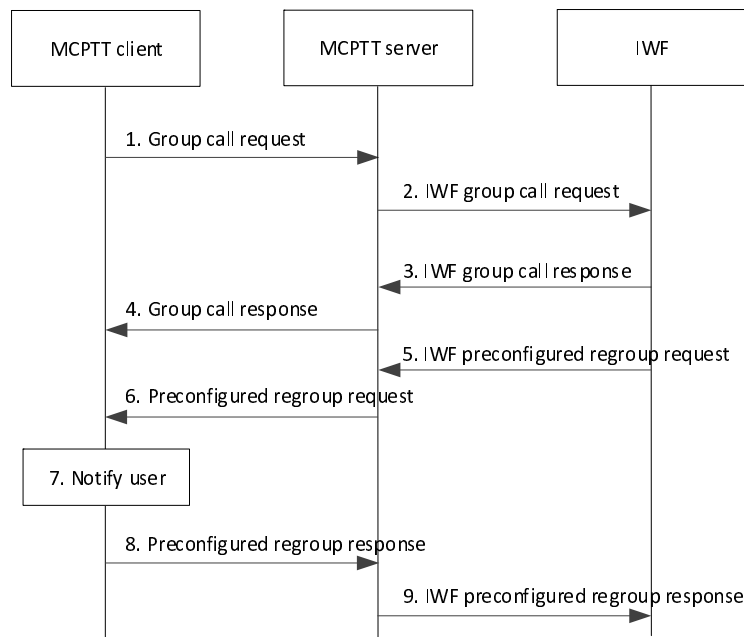 MCPTT client
MCPTT server
IWF
1. Group call request
2. IWF group call request
3. IWF group call response
4. Group call response
5. IWF preconfigured regroup request
6. Preconfigured regroup request
7. Notify user
8. Preconfigured regroup response
9. IWF preconfigured regroup response